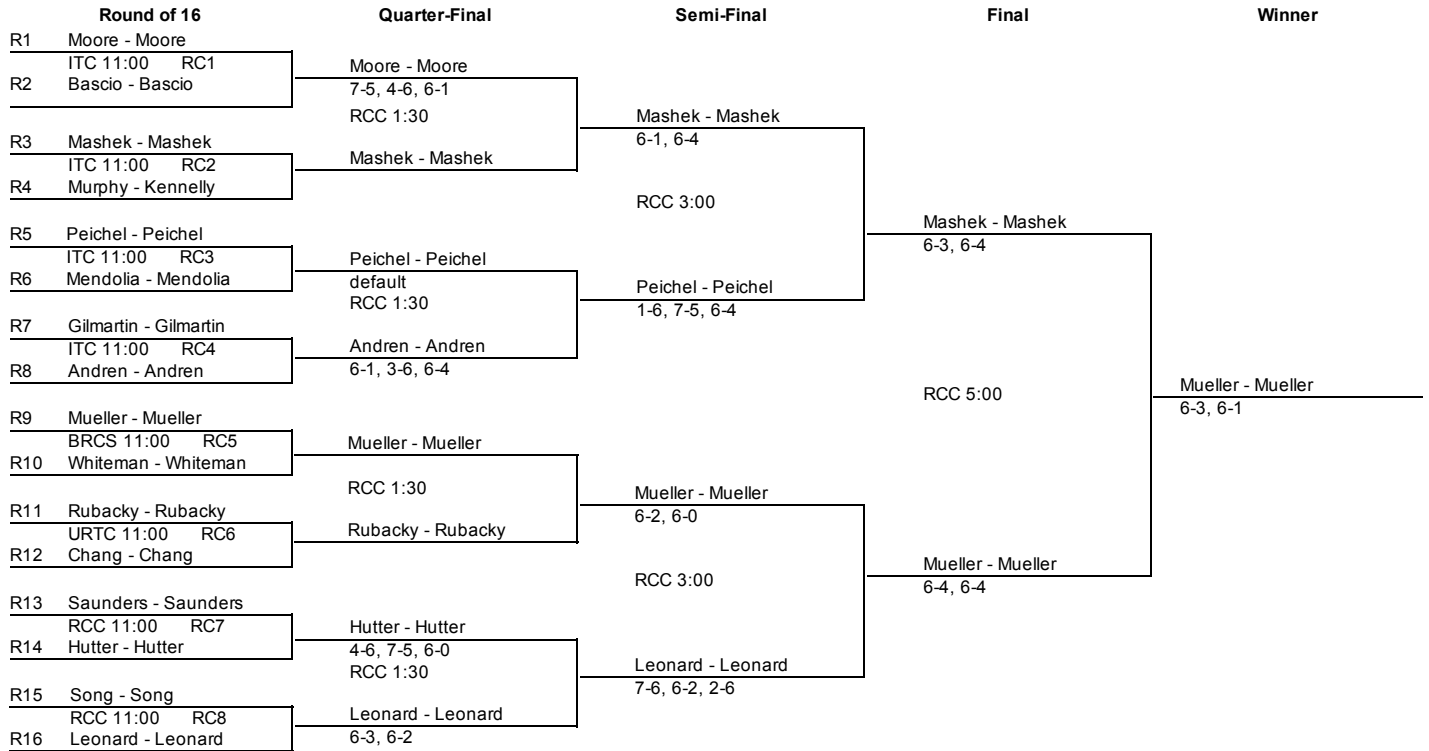 Round of 16 Quarter-Final Semi-Final Final Winner
R1 Moore - Moore
ITC 11:00 RC1
R2 Bascio - Bascio
R3 Mashek - Mashek
ITC 11:00 RC2
R4 Murphy - Kennelly
R5 Peichel - Peichel
ITC 11:00 RC3
R6 Mendolia - Mendolia
R7 Gilmartin - Gilmartin
ITC 11:00 RC4
R8 Andren - Andren
R9 Mueller - Mueller
BRCS 11:00 RC5
R10 Whiteman - Whiteman
R11 Rubacky - Rubacky
URTC 11:00 RC6
R12 Chang - Chang
R13 Saunders - Saunders
RCC 11:00 RC7
R14 Hutter - Hutter
R15 Song - Song
RCC 11:00 RC8
R16 Leonard - Leonard
Moore - Moore
7-5, 4-6, 6-1
RCC 1:30
Mashek - Mashek
Peichel - Peichel
default
RCC 1:30
Andren - Andren
6-1, 3-6, 6-4
Mueller - Mueller
RCC 1:30
Rubacky - Rubacky
Hutter - Hutter
4-6, 7-5, 6-0
RCC 1:30
Leonard - Leonard
6-3, 6-2
Mashek - Mashek
6-1, 6-4
RCC 3:00
Peichel - Peichel
1-6, 7-5, 6-4
Mueller - Mueller
6-2, 6-0
RCC 3:00
Leonard - Leonard
7-6, 6-2, 2-6
Mashek - Mashek
6-3, 6-4
RCC 5:00
Mueller - Mueller
6-4, 6-4
Mueller - Mueller
6-3, 6-1